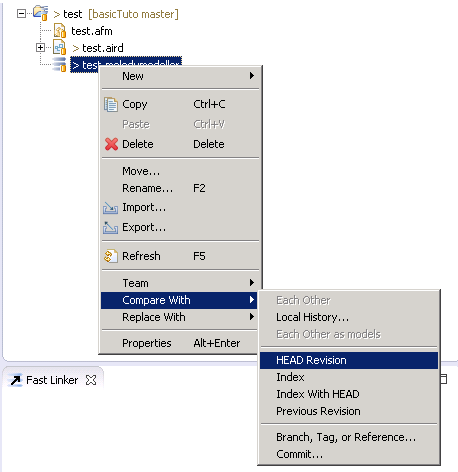 > test [basicTuto master]
test.afm
> test.aird
> test.melodymodeller
New
Copy Ctrl+C
Paste Ctrl+V
Delete Delete
Move...
Rename... F2
Import...
Export...
Refresh F5
Team
Compare With
Replace With
Properties Alt+Enter
Each Other
Local History...
Each Other as models
HEAD Revision
Index
Index With HEAD
Previous Revision
Branch, Tag, or Reference...
Commit...
Fast Linker